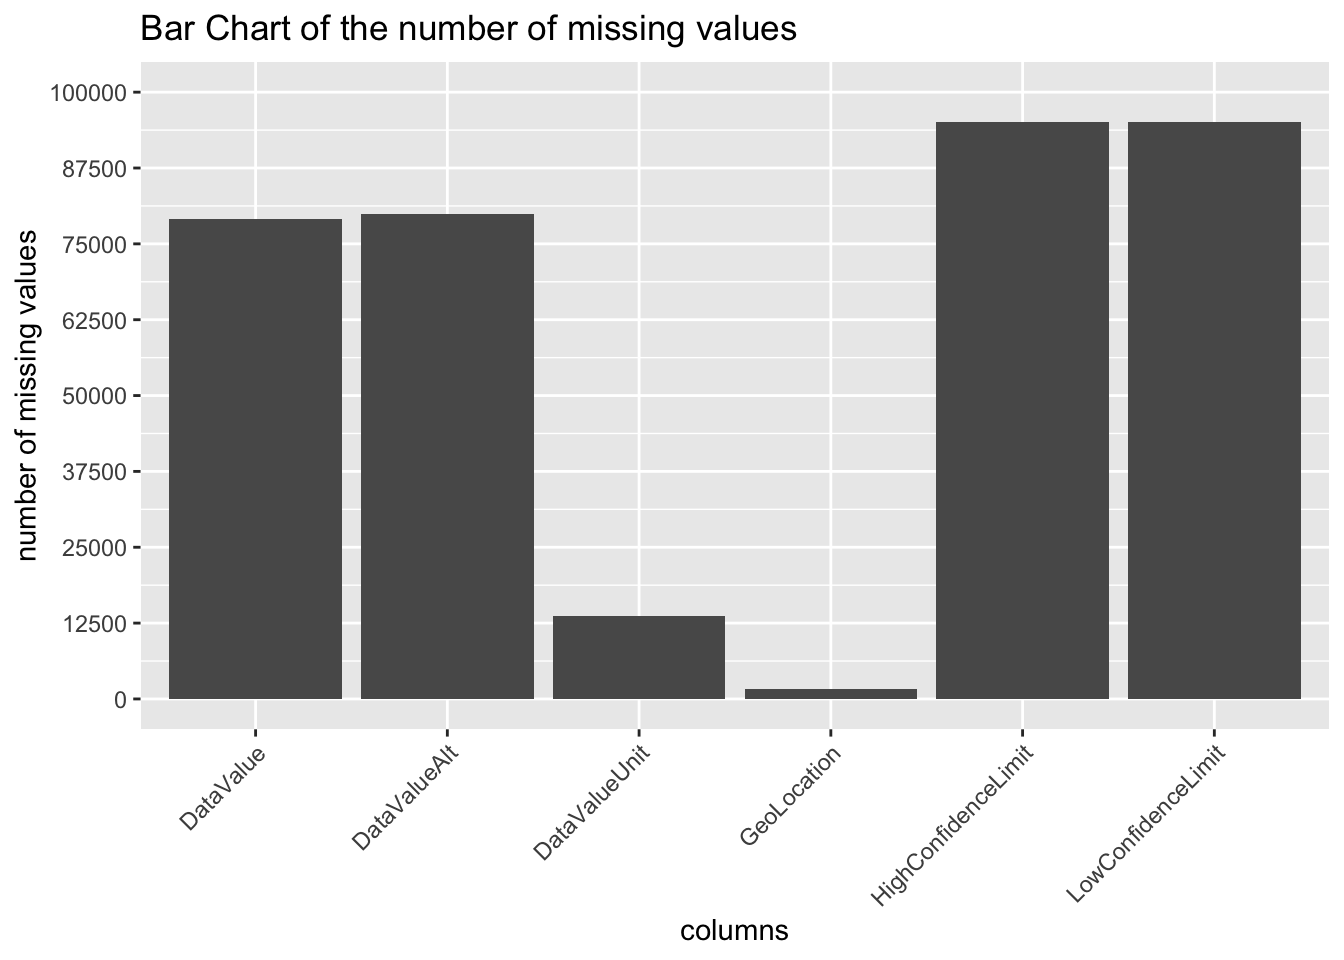 Bar Chart of the number of missing values
number of missing values
100000
87500
75000
62500
50000
37500
25000
12500
0
DataValue
DataValueAlt
DataValueUnit
GeoLocation
HighConfidenceLimit
LowConfidenceLimit
columns